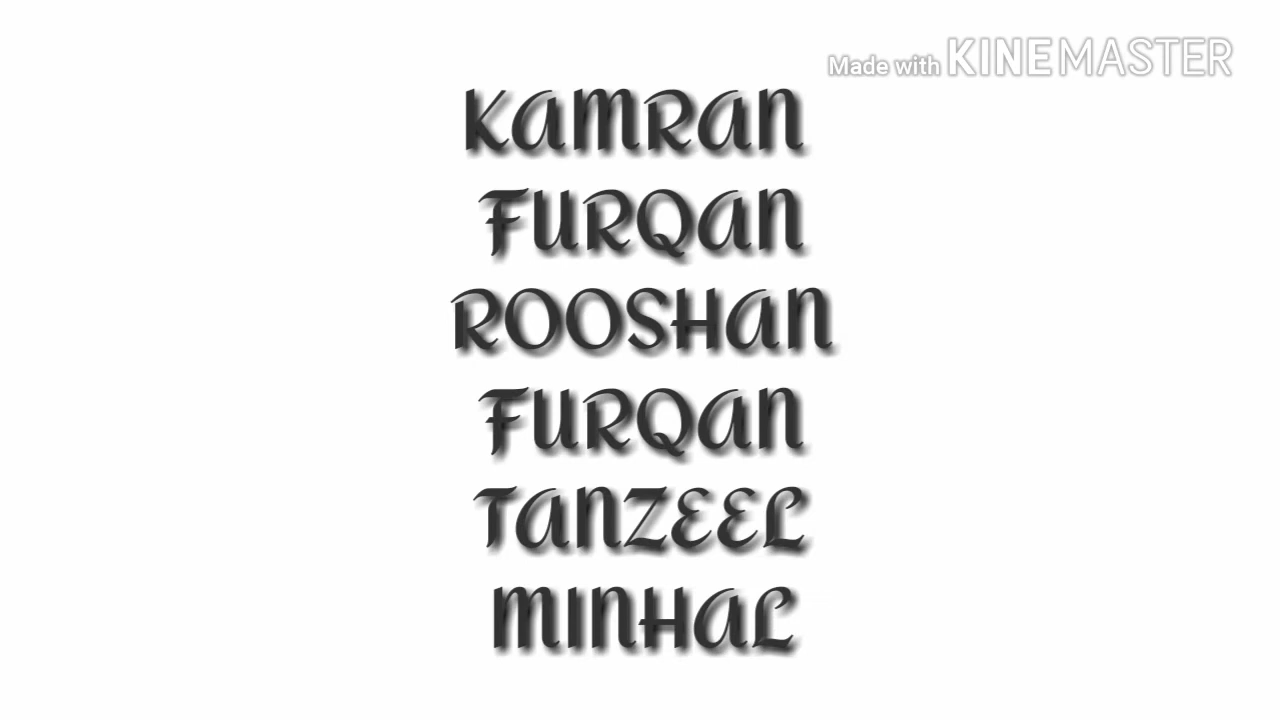 Made with KINEMASTER
KAMRAN
FURQAN
ROOSHAN
FURQAN
TANZEEL
MINHAL